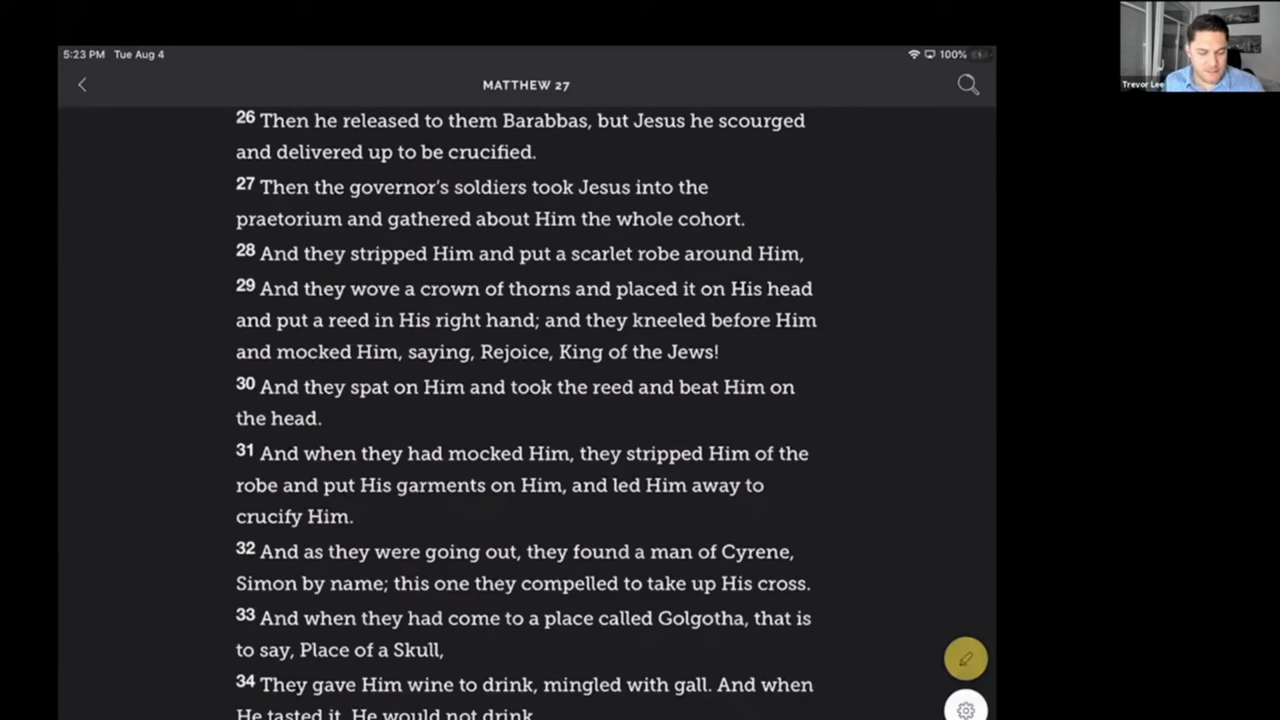 5:23 PM Tue Aug 4
100%
MATTHEW 27
Trevor Lee
26 Then he released to them Barabbas, but Jesus he scourged
and delivered up to be crucified.
27 Then the governor's soldiers took Jesus into the
praetorium and gathered about Him the whole cohort.
28 And they stripped Him and put a scarlet robe around Him,
29 And they wove a crown of thorns and placed it on His head
and put a reed in His right hand; and they kneeled before Him
and mocked Him, saying, Rejoice, King of the Jews!
30 And they spat on Him and took the reed and beat Him on
the head.
31 And when they had mocked Him, they stripped Him of the
robe and put His garments on Him, and led Him away to
crucify Him.
32 And as they were going out, they found a man of Cyrene,
Simon by name; this one they compelled to take up His cross.
33 And when they had come to a place called Golgotha, that is
to say, Place of a Skull,
34 They gave Him wine to drink, mingled with gall. And when
He tasted it, He would not drink